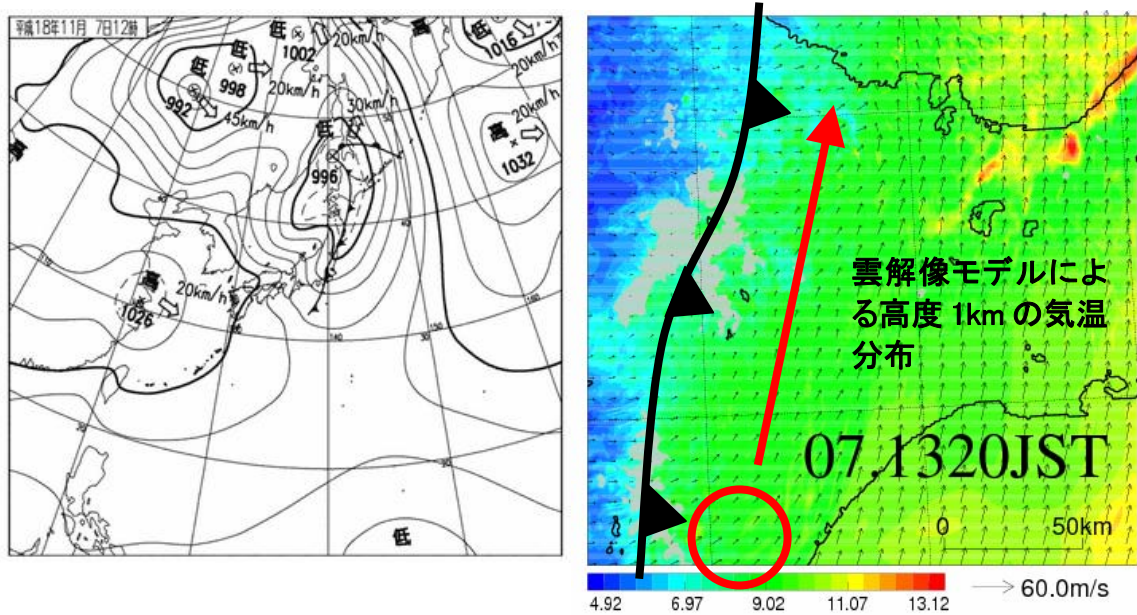 平成18年11月 7日12時
低
1002
20km/h
高
1016
20km/h
低
998
20km/h
低
992
45km/h
30km/h
低
996
高
1032
20km/h
高
高
1026
20km/h
低
雲解像モデルによ
る高度 1km の気温
分布
07.1320JST
0 50km
4.92 6.97 9.02 11.07 13.12
60.0m/s